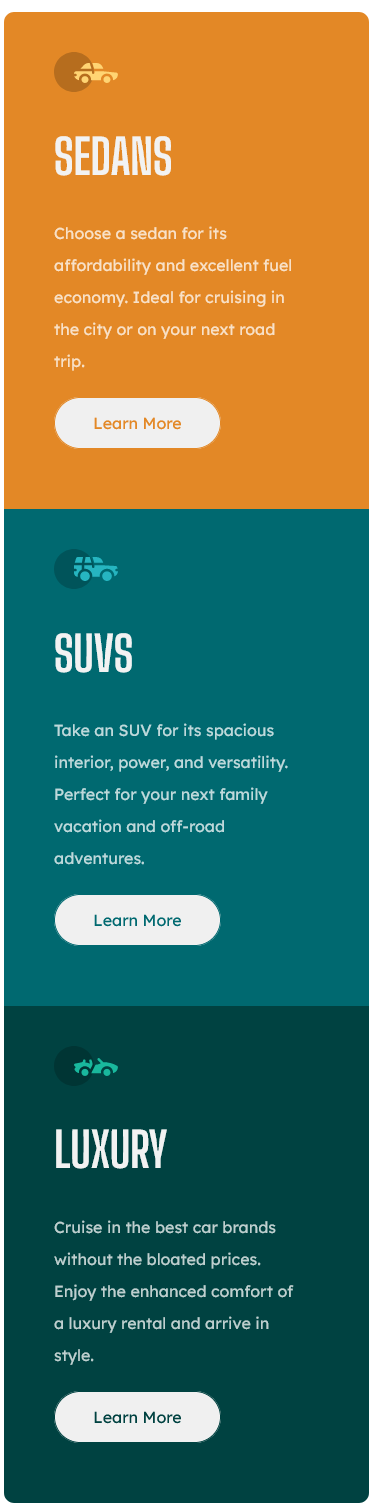 SEDANS
Choose a sedan for its
affordability and excellent fuel
economy. Ideal for cruising in
the city or on your next road
trip.
Learn More
SUVS
Take an SUV for its spacious
interior, power, and versatility.
Perfect for your next family
vacation and off-road
adventures.
Learn More
LUXURY
Cruise in the best car brands
without the bloated prices.
Enjoy the enhanced comfort of
a luxury rental and arrive in
style.
Learn More